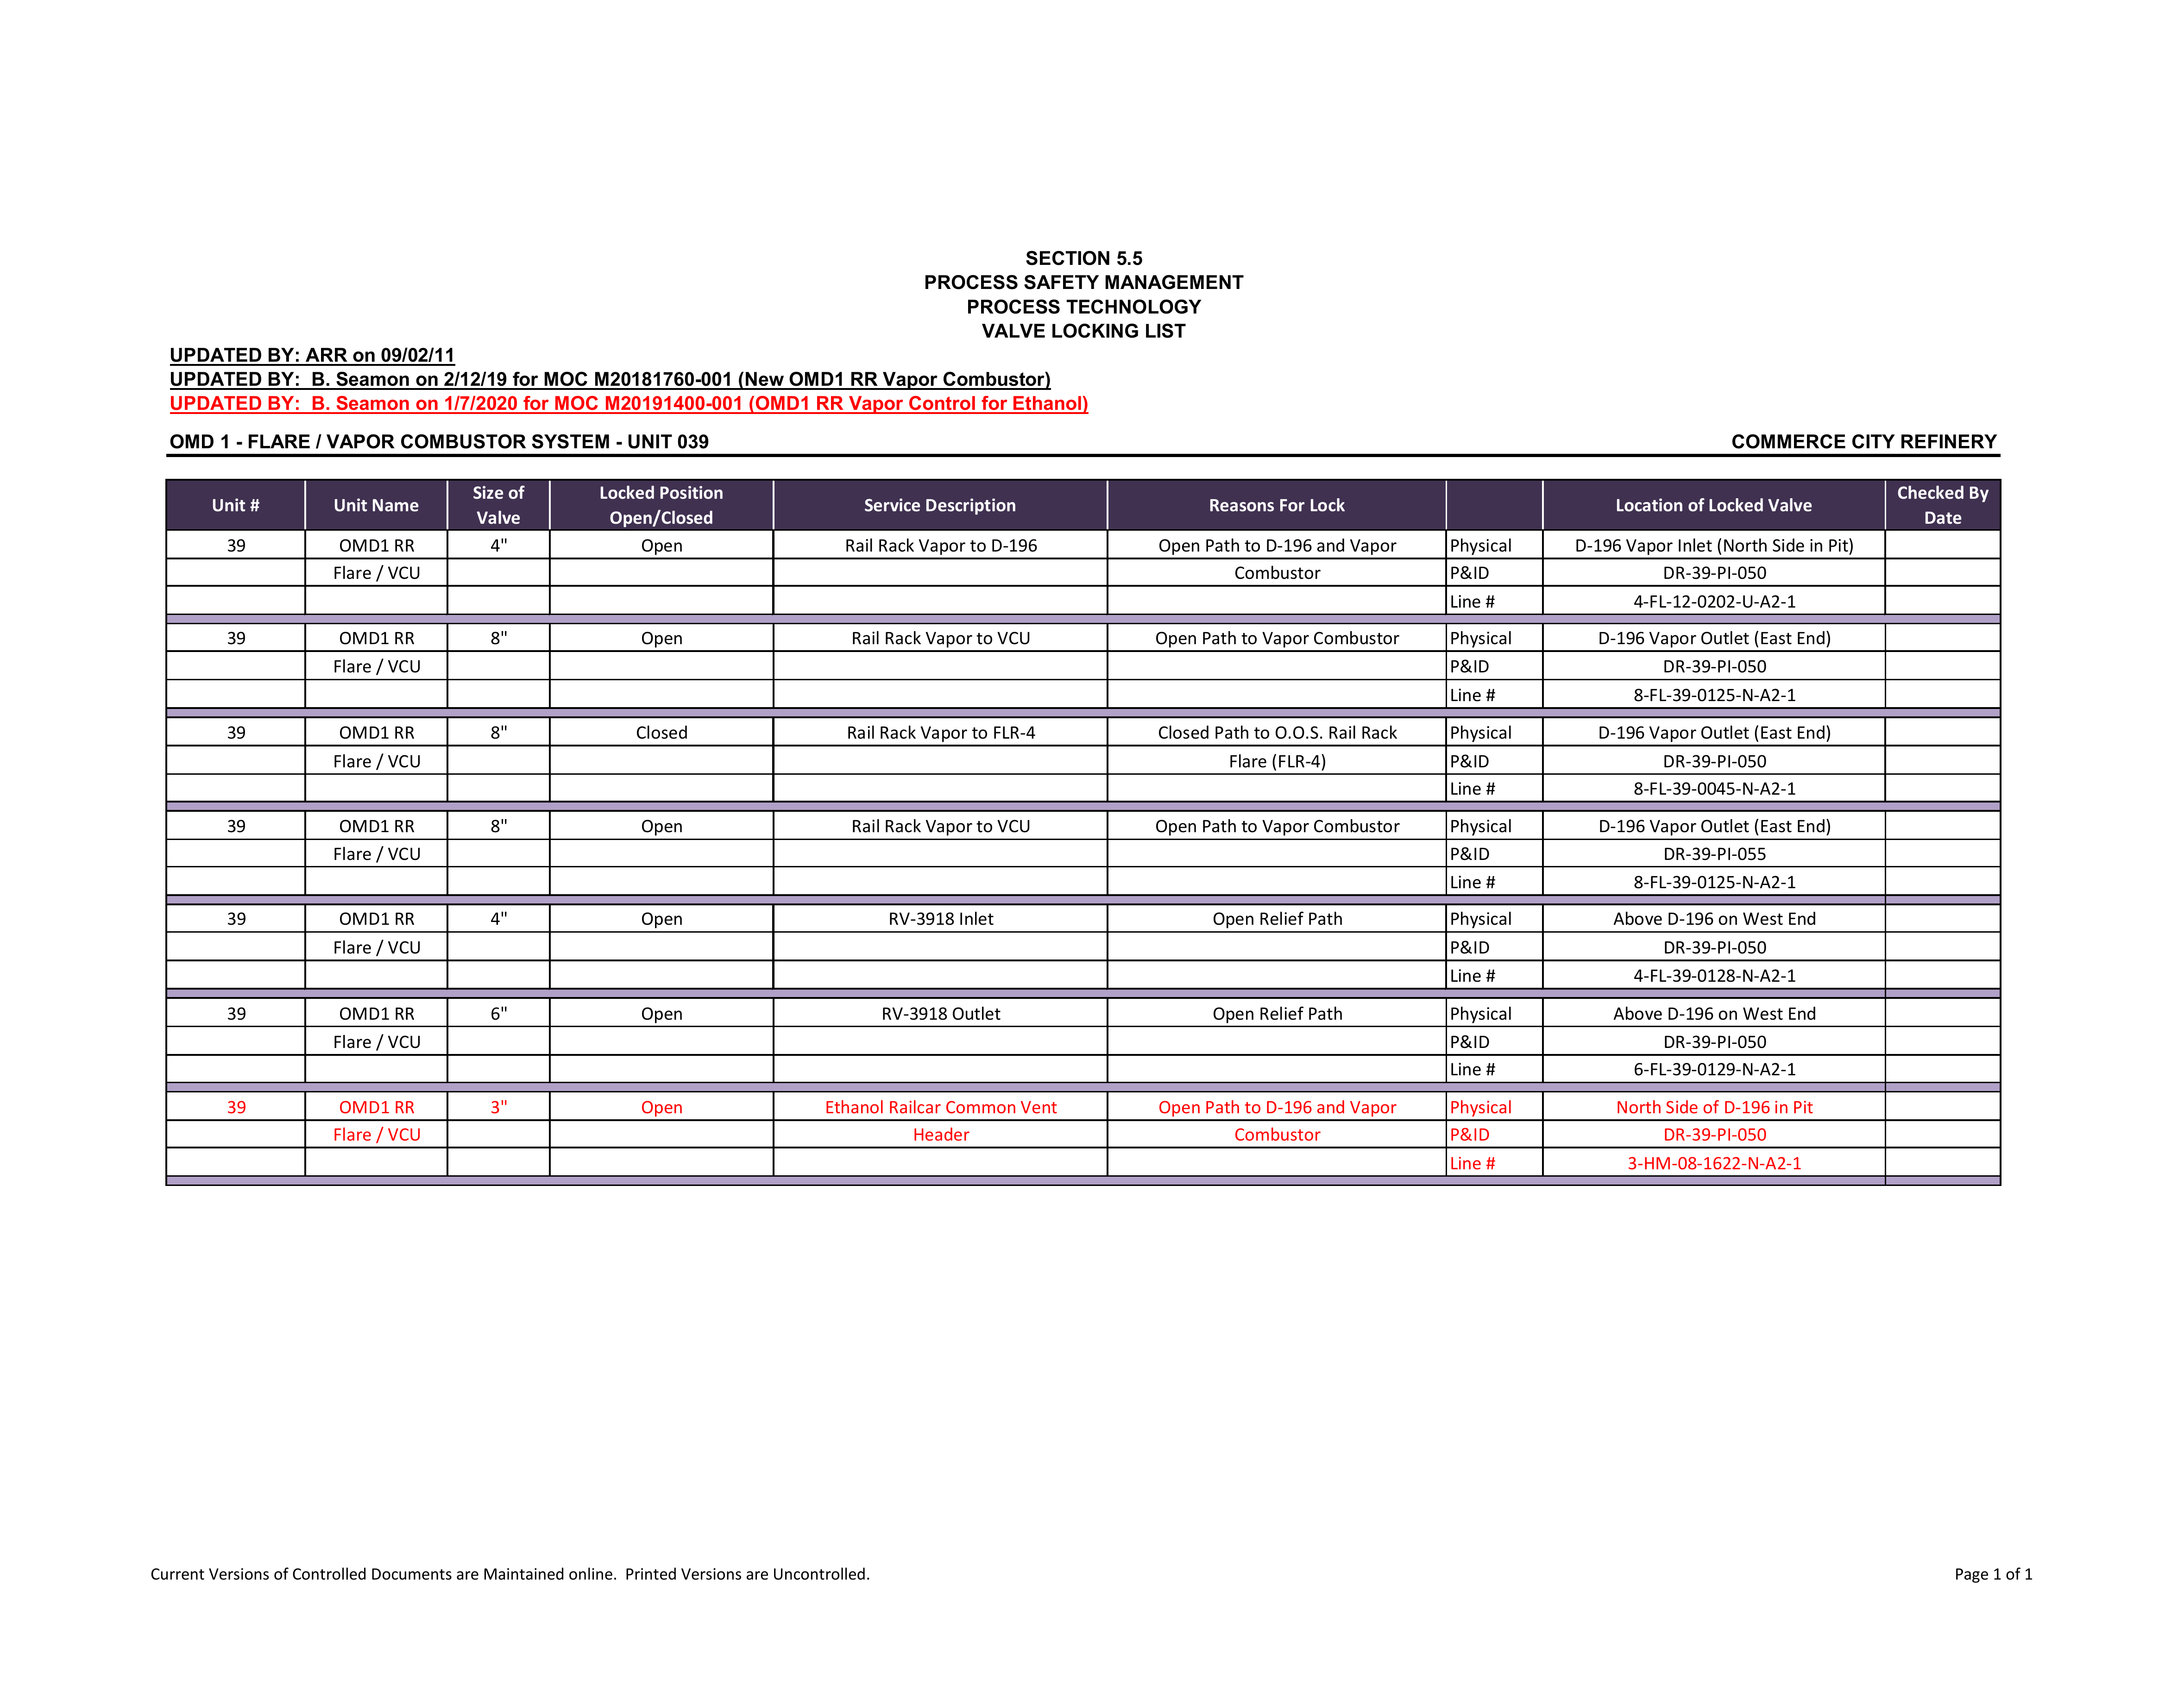 SECTION 5.5
PROCESS SAFETY MANAGEMENT
PROCESS TECHNOLOGY
VALVE LOCKING LIST
UPDATED BY: ARR on 09/02/11
UPDATED BY:  B. Seamon on 2/12/19 for MOC M20181760-001 (New OMD1 RR Vapor Combustor)
UPDATED BY:  B. Seamon on 1/7/2020 for MOC M20191400-001 (OMD1 RR Vapor Control for Ethanol)
OMD 1 - FLARE / VAPOR COMBUSTOR SYSTEM - UNIT 039 COMMERCE CITY REFINERY
Unit # Unit Name Size of Valve Locked Position Open/Closed Service Description Reasons For Lock Location of Locked Valve Checked By Date
39 OMD1 RR 4" Open Rail Rack Vapor to D-196 Open Path to D-196 and Vapor Physical D-196 Vapor Inlet (North Side in Pit)
Flare / VCU Combustor P&ID DR-39-PI-050
Line # 4-FL-12-0202-U-A2-1
39 OMD1 RR 8" Open Rail Rack Vapor to VCU Open Path to Vapor Combustor Physical D-196 Vapor Outlet (East End)
Flare / VCU P&ID DR-39-PI-050
Line # 8-FL-39-0125-N-A2-1
39 OMD1 RR 8" Closed Rail Rack Vapor to FLR-4 Closed Path to O.O.S. Rail Rack Physical D-196 Vapor Outlet (East End)
Flare / VCU Flare (FLR-4) P&ID DR-39-PI-050
Line # 8-FL-39-0045-N-A2-1
39 OMD1 RR 8" Open Rail Rack Vapor to VCU Open Path to Vapor Combustor Physical D-196 Vapor Outlet (East End)
Flare / VCU P&ID DR-39-PI-055
Line # 8-FL-39-0125-N-A2-1
39 OMD1 RR 4" Open RV-3918 Inlet Open Relief Path Physical Above D-196 on West End
Flare / VCU P&ID DR-39-PI-050
Line # 4-FL-39-0128-N-A2-1
39 OMD1 RR 6" Open RV-3918 Outlet Open Relief Path Physical Above D-196 on West End
Flare / VCU P&ID DR-39-PI-050
Line # 6-FL-39-0129-N-A2-1
39 OMD1 RR 3" Open Ethanol Railcar Common Vent Open Path to D-196 and Vapor Physical North Side of D-196 in Pit
Flare / VCU Header Combustor P&ID DR-39-PI-050
Line # 3-HM-08-1622-N-A2-1
Current Versions of Controlled Documents are Maintained online.  Printed Versions are Uncontrolled. Page 1 of 1